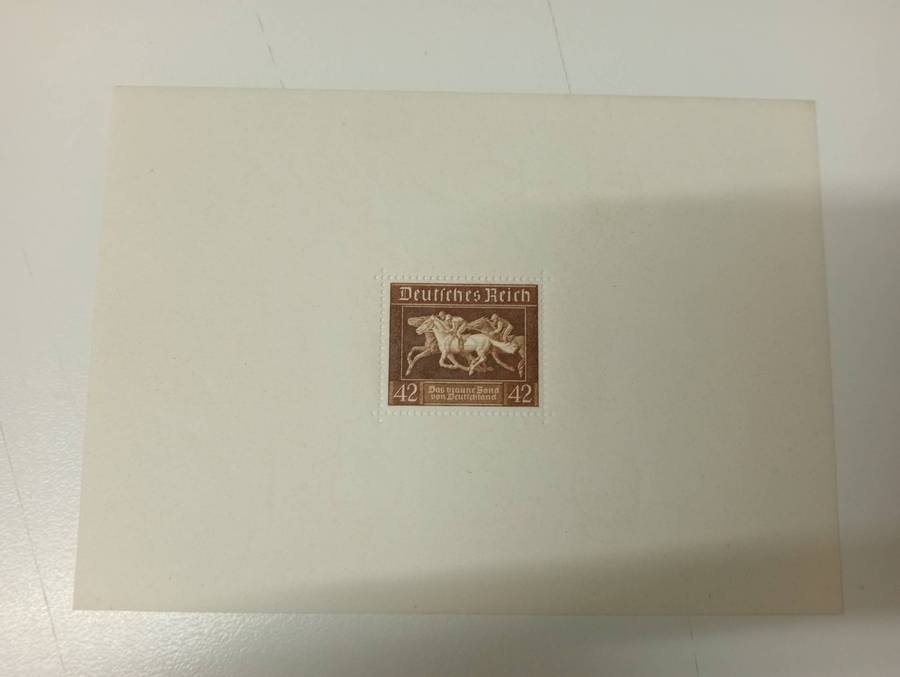 Deutsches Reich
42 Das braune Band 42
von Deutschland